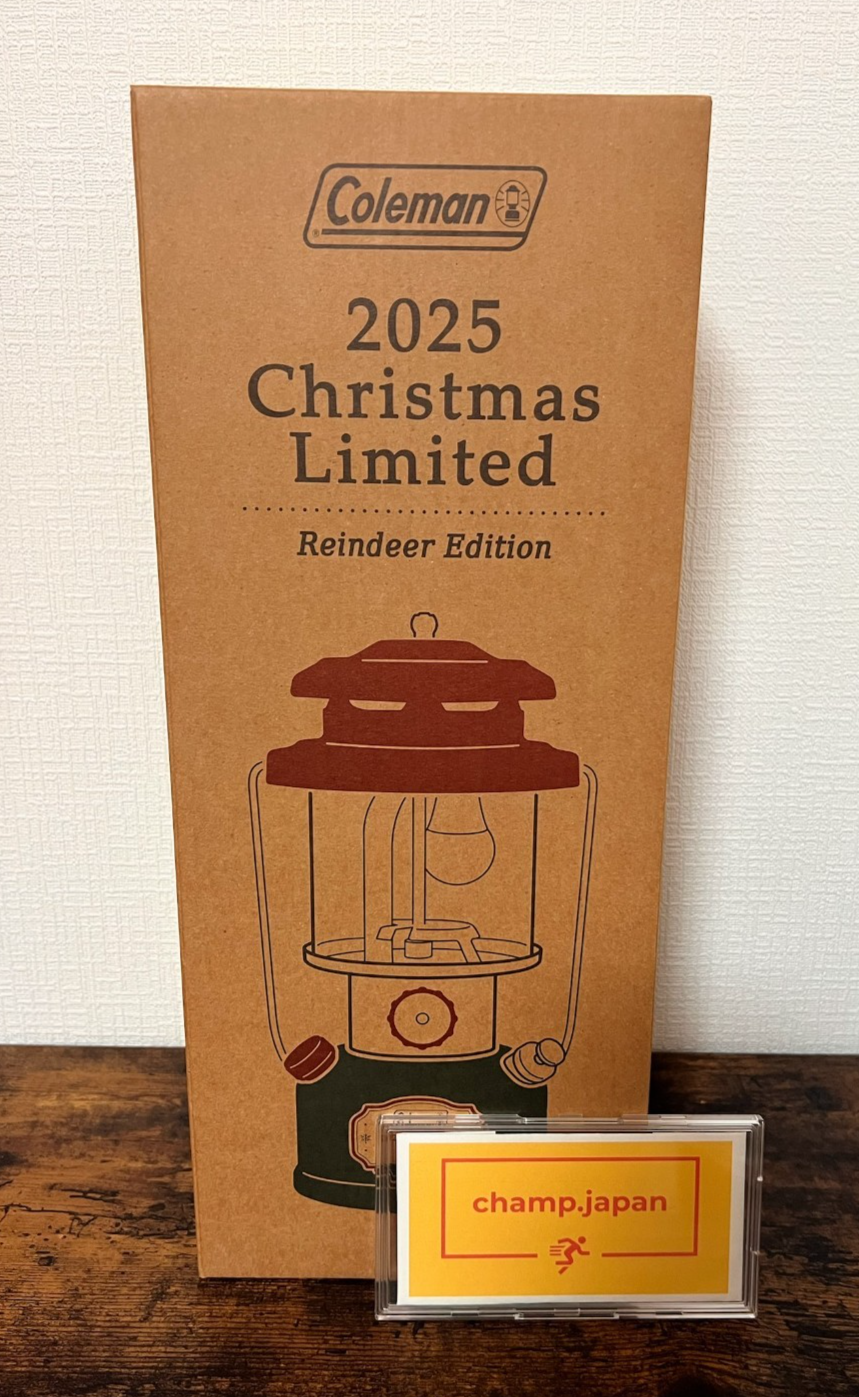 Coleman
®
2025
Christmas
Limited
Reindeer Edition
champ.japan